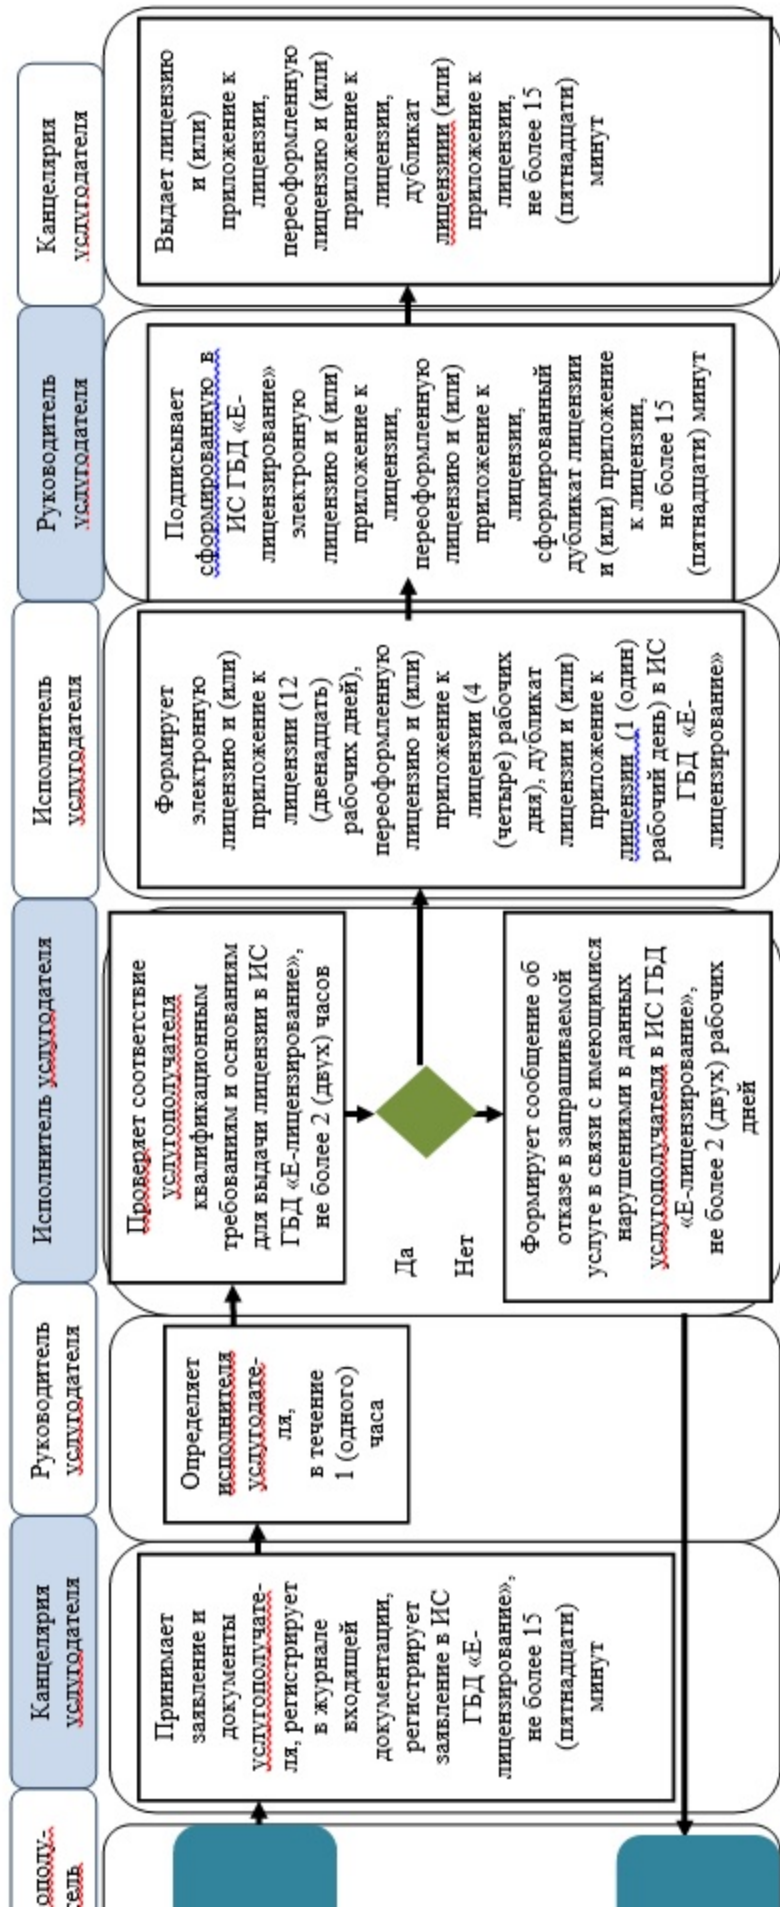 ополу-
тель
Канцелярия
услугодателя
Руководитель
услугодателя
Исполнитель услугодателя
Исполнитель
услугодателя
Руководитель
услугодателя
Канцелярия
услугодателя
Принимает
заявление и
документы
услугополучате-
ля, регистрирует
в журнале
входящей
документации,
регистрирует
заявление в ИС
ГБД «Е-
лицензирование»,
не более 15
(пятнадцати)
минут
Определяет
исполнителя
услугодате-
ля,
в течение
1 (одного)
часа
Проверяет соответствие
услугополучателя
квалификационным
требованиям и основаниям
для выдачи лицензии в ИС
ГБД «Е-лицензирование»,
не более 2 (двух) часов
Да
Нет
Формирует сообщение об
отказе в запрашиваемой
услуге в связи с имеющимися
нарушениями в данных
услугополучателя в ИС ГБД
«Е-лицензирование»,
не более 2 (двух) рабочих
дней
Формирует
электронную
лицензию и (или)
приложение к
лицензии (12
(двенадцать)
рабочих дней),
переоформленную
лицензию и (или)
приложение к
лицензии (4
(четыре) рабочих
дня), дубликат
лицензии и (или)
приложение к
лицензии (1 (один)
рабочий день) в ИС
ГБД «Е-
лицензирование»
Подписывает
сформированную в
ИС ГБД «Е-
лицензирование»
электронную
лицензию и (или)
приложение к
лицензии,
переоформленную
лицензию и (или)
приложение к
лицензии,
сформированный
дубликат лицензии
и (или) приложение
к лицензии,
не более 15
(пятнадцати) минут
Выдает лицензию
и (или)
приложение к
лицензии,
переоформленную
лицензию и (или)
приложение к
лицензии,
дубликат
лицензиии (или)
приложение к
лицензии,
не более 15
(пятнадцати)
минут